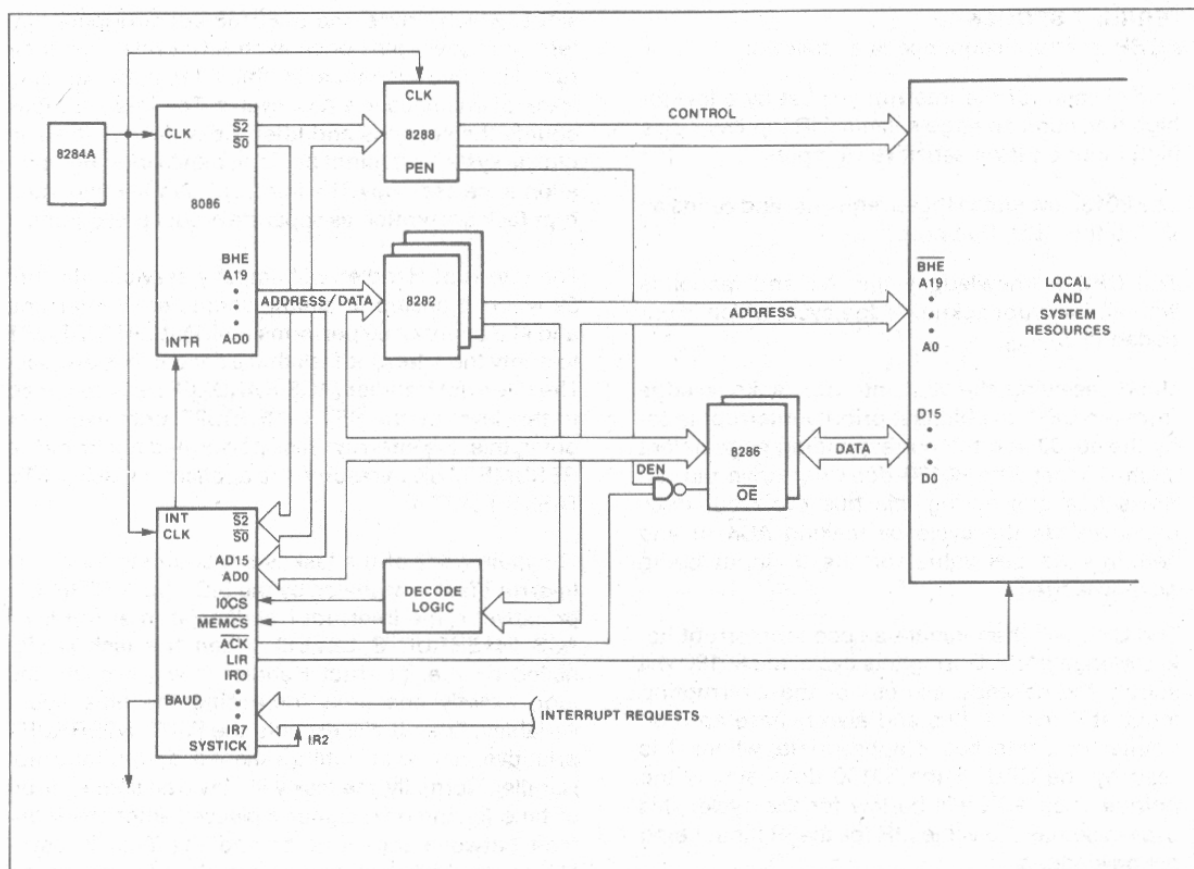 8284A
CLK
8086
S2
S0
BHE
A19
AD0
INTR
CLK
8288
PEN
CONTROL
ADDRESS/DATA
8282
ADDRESS
BHE
A19
A0
LOCAL
AND
SYSTEM
RESOURCES
8286
OE
DEN
DATA
D15
D0
INT
CLK
S2
S0
AD15
AD0
IOCS
MEMCS
ACK
LIR
IRO
BAUD
IR7
SYSTICK
DECODE
LOGIC
INTERRUPT REQUESTS
IR2